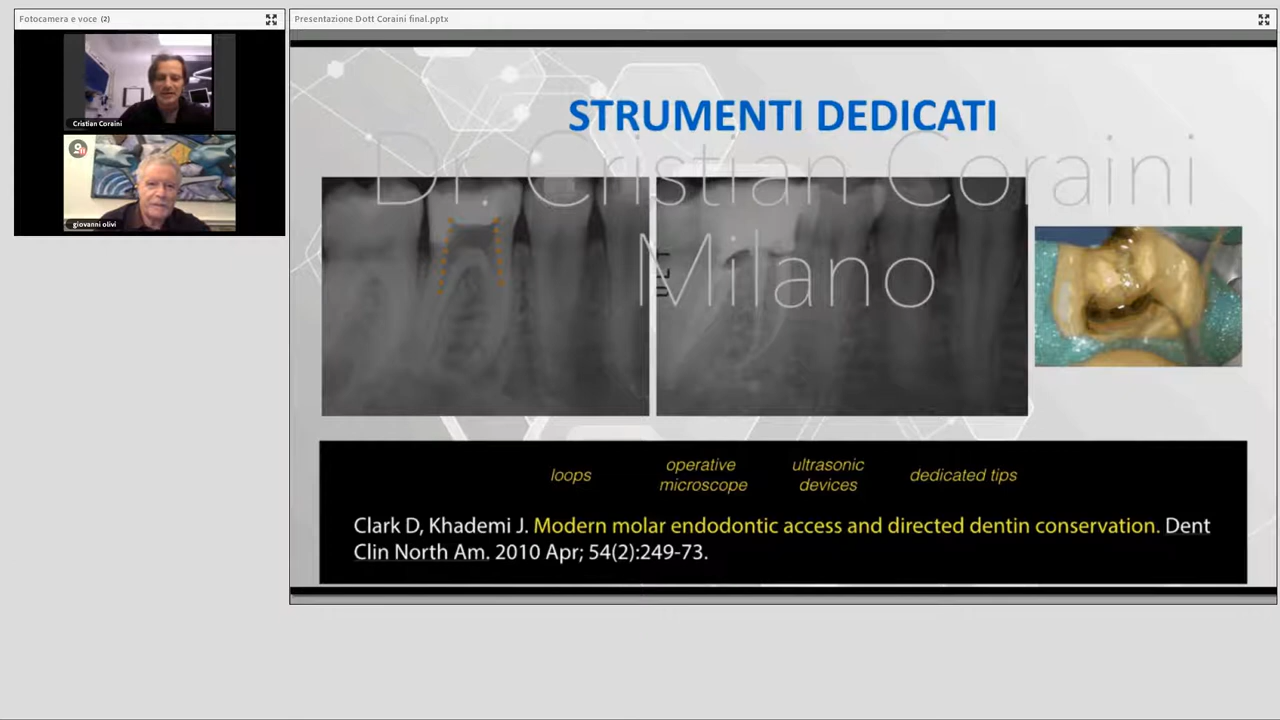 Fotocamera e voce (2)
Presentazione Dott Coraini final.pptx
Cristian Coraini
giovanni olivi
STRUMENTI DEDICATI
Dr. Cristian Coraini
Milano
loops
operative
microscope
ultrasonic
devices
dedicated tips
Clark D, Khademi J. Modern molar endodontic access and directed dentin conservation. Dent
Clin North Am. 2010 Apr; 54(2):249-73.